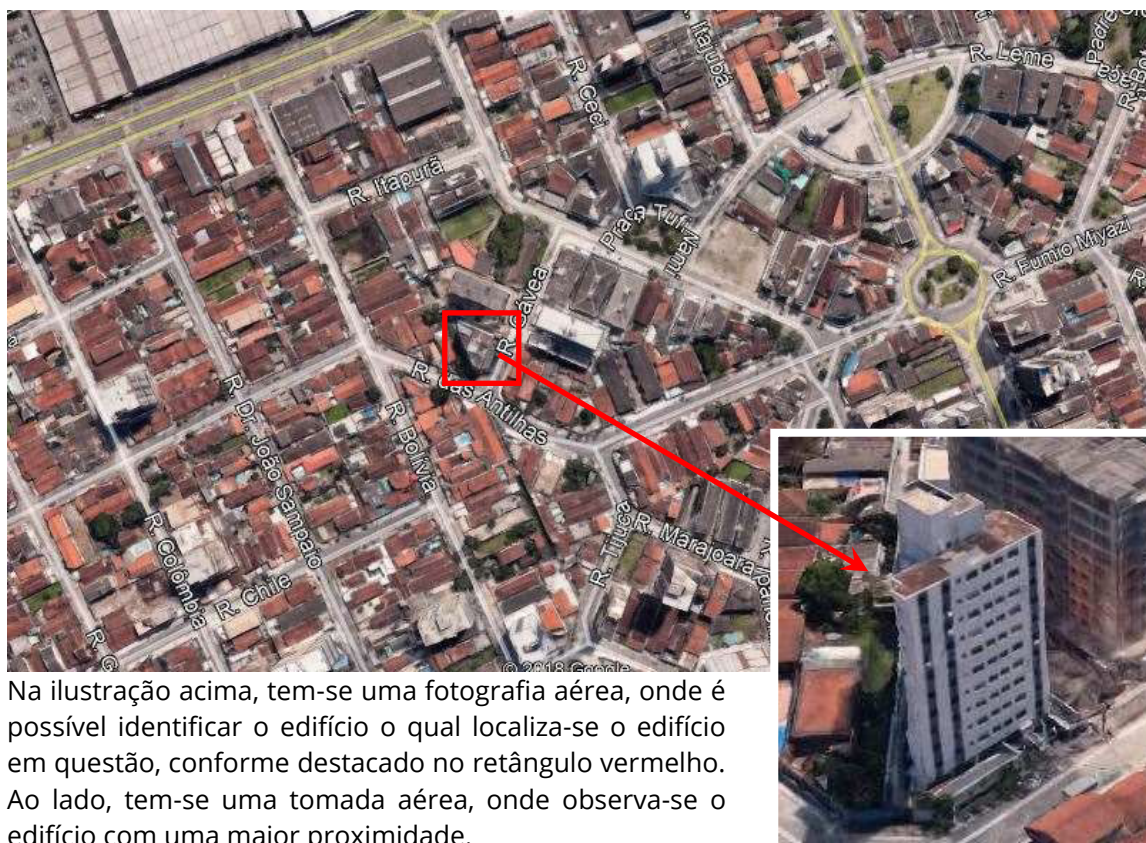 R. Itajubá
R. Leme
R. Ceci
R. Itapura
Praça Tufi
Zami
R. Gávea
R. Fumio Miyazi
R. das Antilhas
R. Dr. João Sampaio
R. Bolívia
R. Tijuca
R. Marajoara
R. Colômbia
R. Chile
R. G
© 2018 Google
Na ilustração acima, tem-se uma fotografia aérea, onde é
possível identificar o edifício o qual localiza-se o edifício
em questão, conforme destacado no retângulo vermelho.
Ao lado, tem-se uma tomada aérea, onde observa-se o
edifício com uma maior proximidade.